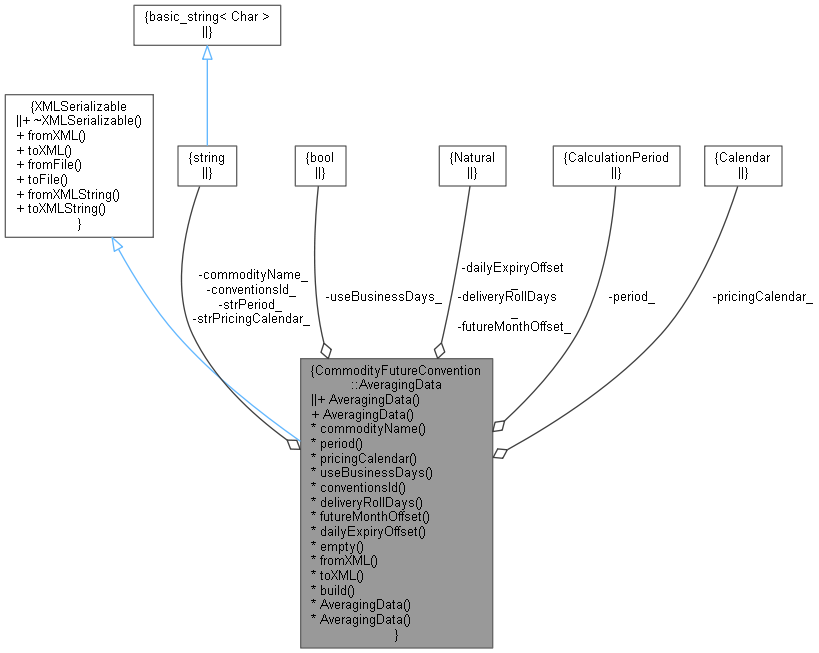 {basic_string< Char >
||}
{XMLSerializable
||+ ~XMLSerializable()
+ fromXML()
+ toXML()
+ fromFile()
+ toFile()
+ fromXMLString()
+ toXMLString()
}
{string
||}
{bool
||}
{Natural
||}
{CalculationPeriod
||}
{Calendar
||}
-commodityName_
-conventionsId_
-strPeriod_
-strPricingCalendar_
-useBusinessDays_
-dailyExpiryOffset
_
-deliveryRollDays
_
-futureMonthOffset_
-period_
-pricingCalendar_
{CommodityFutureConvention
::AveragingData
||+ AveragingData()
+ AveragingData()
* commodityName()
* period()
* pricingCalendar()
* useBusinessDays()
* conventionsId()
* deliveryRollDays()
* futureMonthOffset()
* dailyExpiryOffset()
* empty()
* fromXML()
* toXML()
* build()
* AveragingData()
* AveragingData()
}